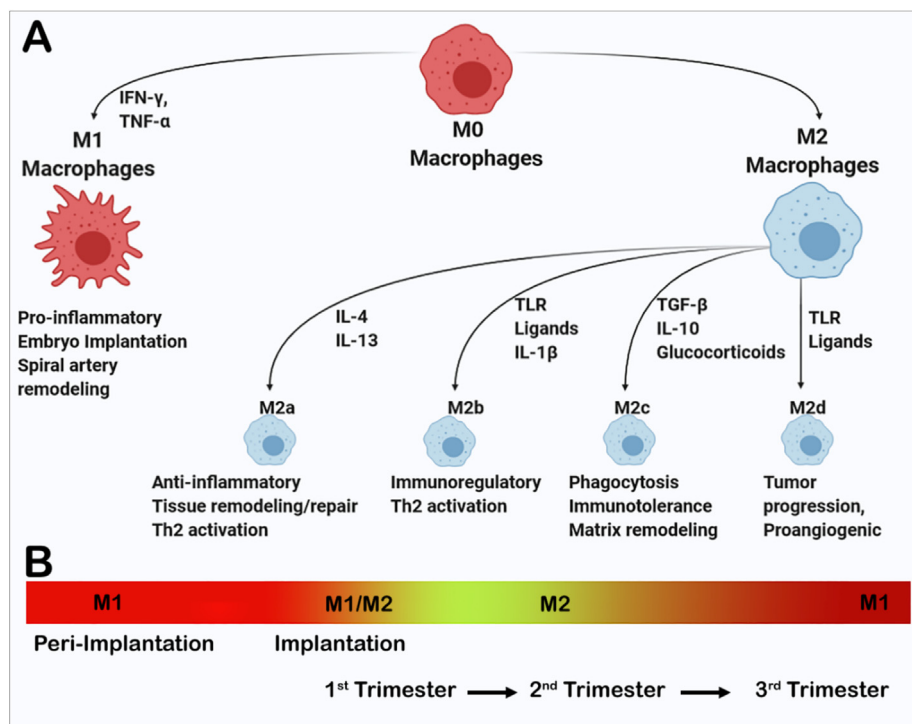 A
IFN-γ,
TNF-α
M1
Macrophages
M0
Macrophages
M2
Macrophages
Pro-inflammatory
Embryo Implantation
Spiral artery
remodeling
IL-4
IL-13
TLR
Ligands
IL-1β
TGF-β
IL-10
Glucocorticoids
TLR
Ligands
M2a
M2b
M2c
M2d
Anti-inflammatory
Tissue remodeling/repair
Th2 activation
Immunoregulatory
Th2 activation
Phagocytosis
Immunotolerance
Matrix remodeling
Tumor
progression,
Proangiogenic
B
M1 M1/M2 M2 M1
Peri-Implantation Implantation
1st Trimester 2nd Trimester 3rd Trimester